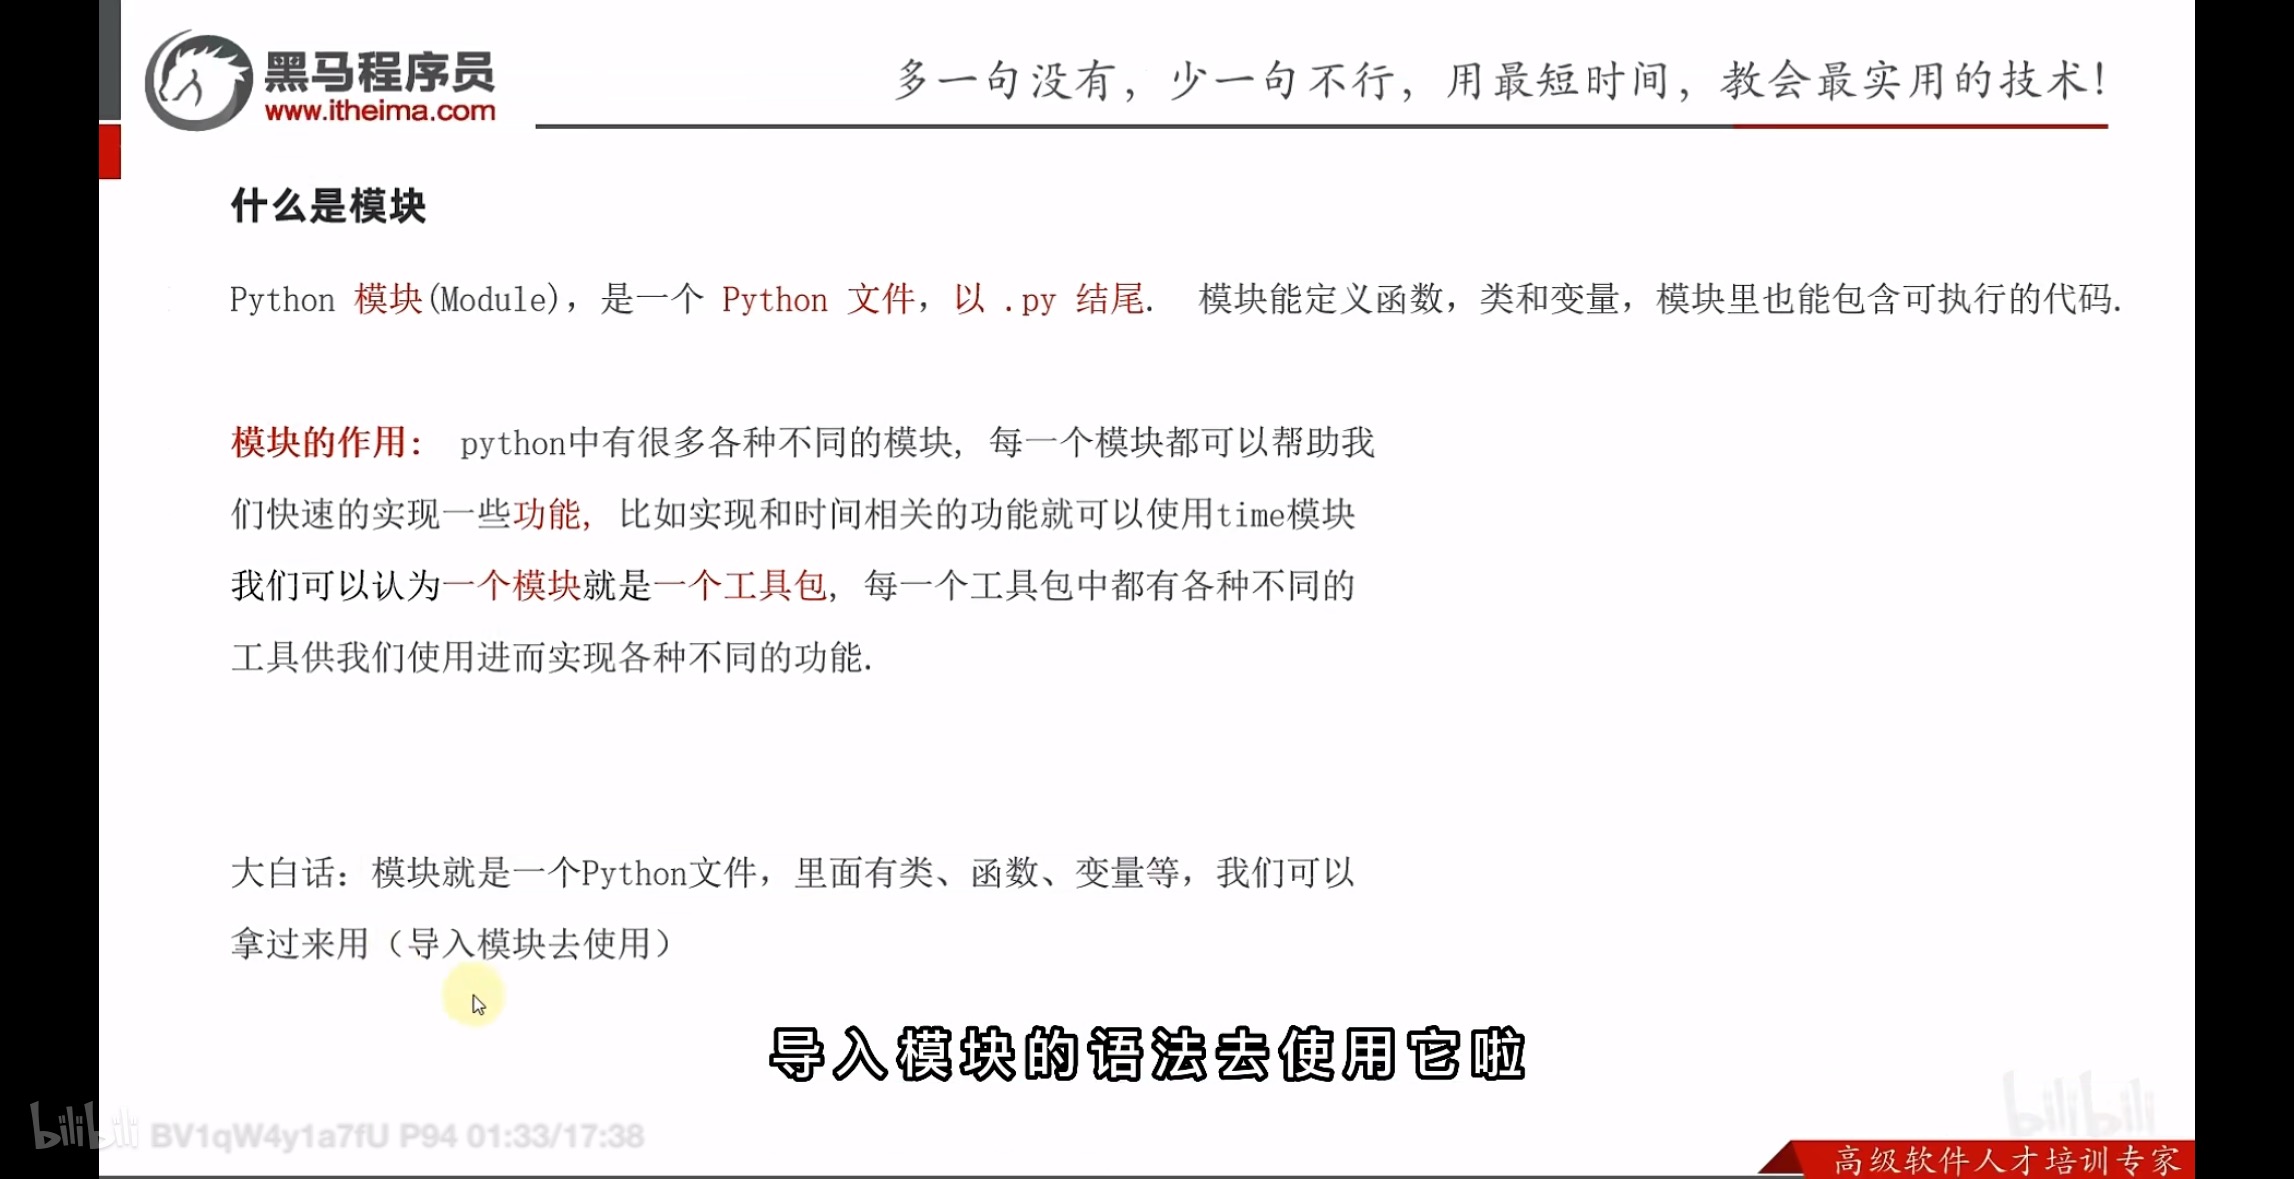 黑马程序员
www.itheima.com
多一句没有，少一句不行，用最短时间，教会最实用的技术！
什么是模块
Python 模块(Module)，是一个 Python 文件，以 .py 结尾. 模块能定义函数，类和变量，模块里也能包含可执行的代码.
模块的作用： python中有很多各种不同的模块, 每一个模块都可以帮助我
们快速的实现一些功能, 比如实现和时间相关的功能就可以使用time模块
我们可以认为一个模块就是一个工具包, 每一个工具包中都有各种不同的
工具供我们使用进而实现各种不同的功能.
大白话：模块就是一个Python文件，里面有类、函数、变量等，我们可以
拿过来用（导入模块去使用）
导入模块的语法去使用它啦
bilibili
bilibili BV1qW4y1a7fU P94 01:33/17:38
高级软件人才培训专家